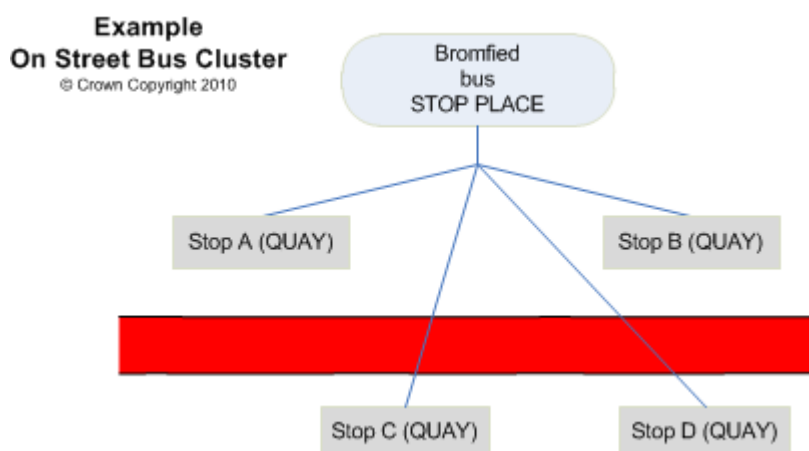 Example
On Street Bus Cluster
© Crown Copyright 2010
Bromfied
bus
STOP PLACE
Stop A (QUAY)
Stop B (QUAY)
Stop C (QUAY)
Stop D (QUAY)